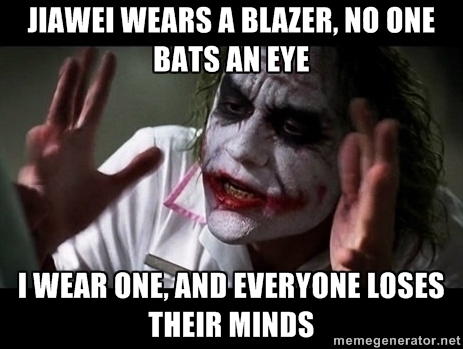 JIAWEI WEARS A BLAZER, NO ONE
BATS AN EYE
I WEAR ONE, AND EVERYONE LOSES
THEIR MINDS
memegenerator.net